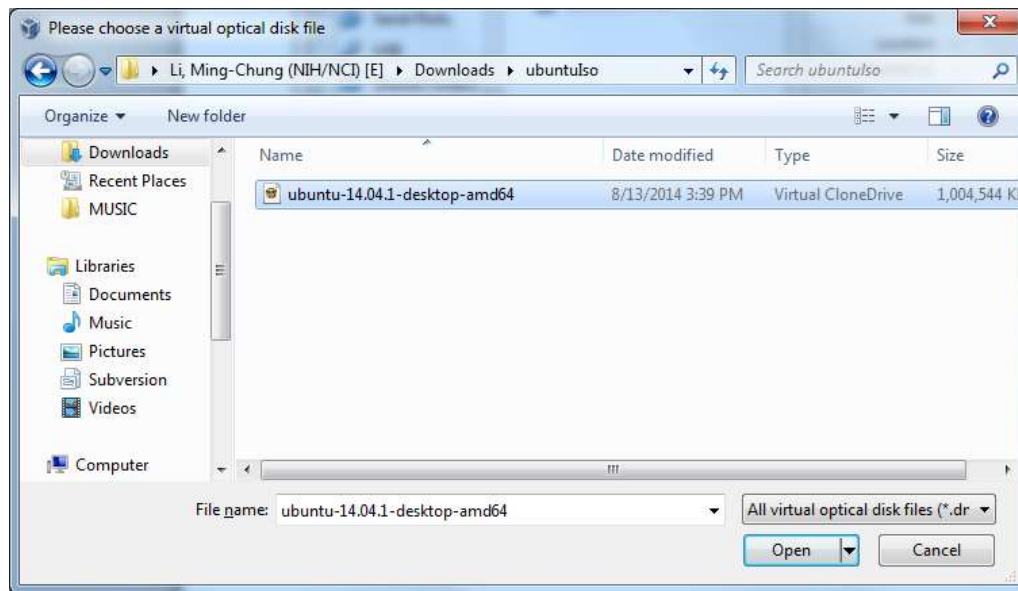 Please choose a virtual optical disk file
Li, Ming-Chung (NIH/NCI) [E] Downloads ubuntuIso
Search ubuntuIso
Organize New folder
Name Date modified Type Size
ubuntu-14.04.1-desktop-amd64 8/13/2014 3:39 PM Virtual CloneDrive 1,004,544 K
Downloads
Recent Places
MUSIC
Libraries
Documents
Music
Pictures
Subversion
Videos
Computer
File name: ubuntu-14.04.1-desktop-amd64
All virtual optical disk files (*.dr
Open Cancel